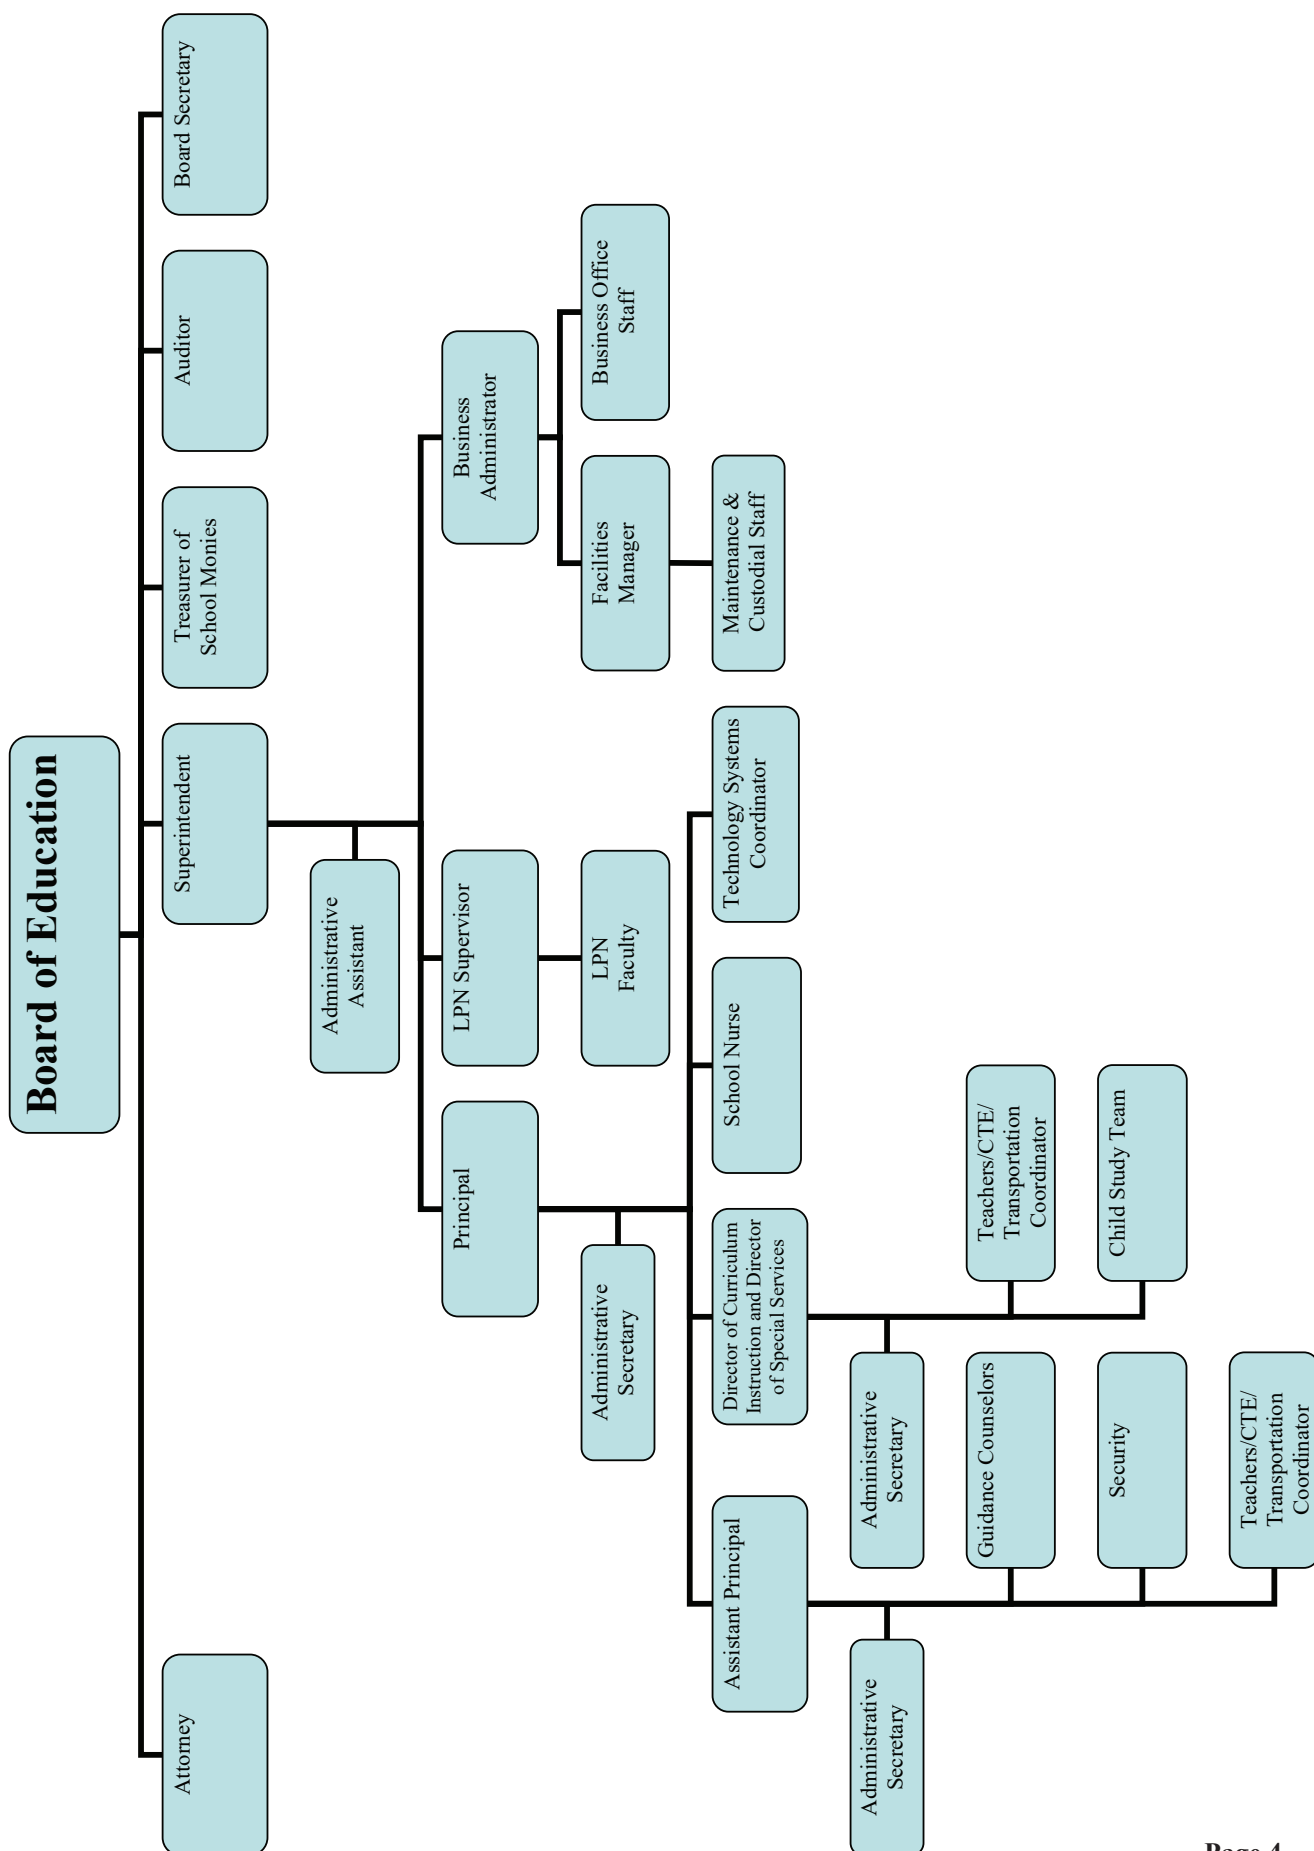 Board of Education
Attorney
Superintendent
Treasurer of
School Monies
Auditor
Board Secretary
Administrative
Assistant
Principal
LPN Supervisor
Business
Administrator
Administrative
Secretary
LPN
Faculty
Facilities
Manager
Business Office
Staff
Assistant Principal
Director of Curriculum
Instruction and Director
of Special Services
School Nurse
Technology Systems
Coordinator
Maintenance &
Custodial Staff
Administrative
Secretary
Administrative
Secretary
Guidance Counselors
Teachers/CTE/
Transportation
Coordinator
Security
Child Study Team
Teachers/CTE/
Transportation
Coordinator
Page 4